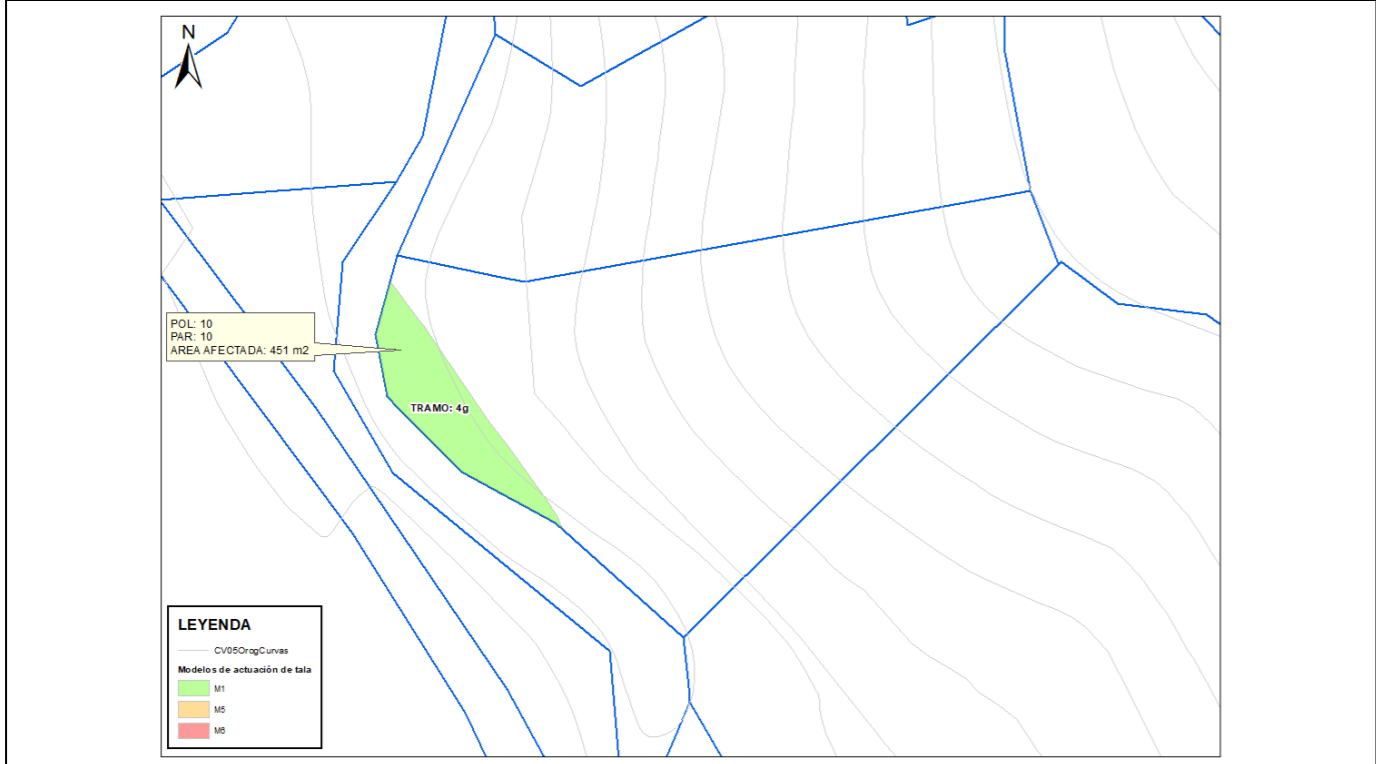 N
POL: 10
PAR: 10
AREA AFECTADA: 451 m2
TRAMO: 4g
LEYENDA
CV05OrogCurvas
Modelos de actuación de tala
M1
M5
M6